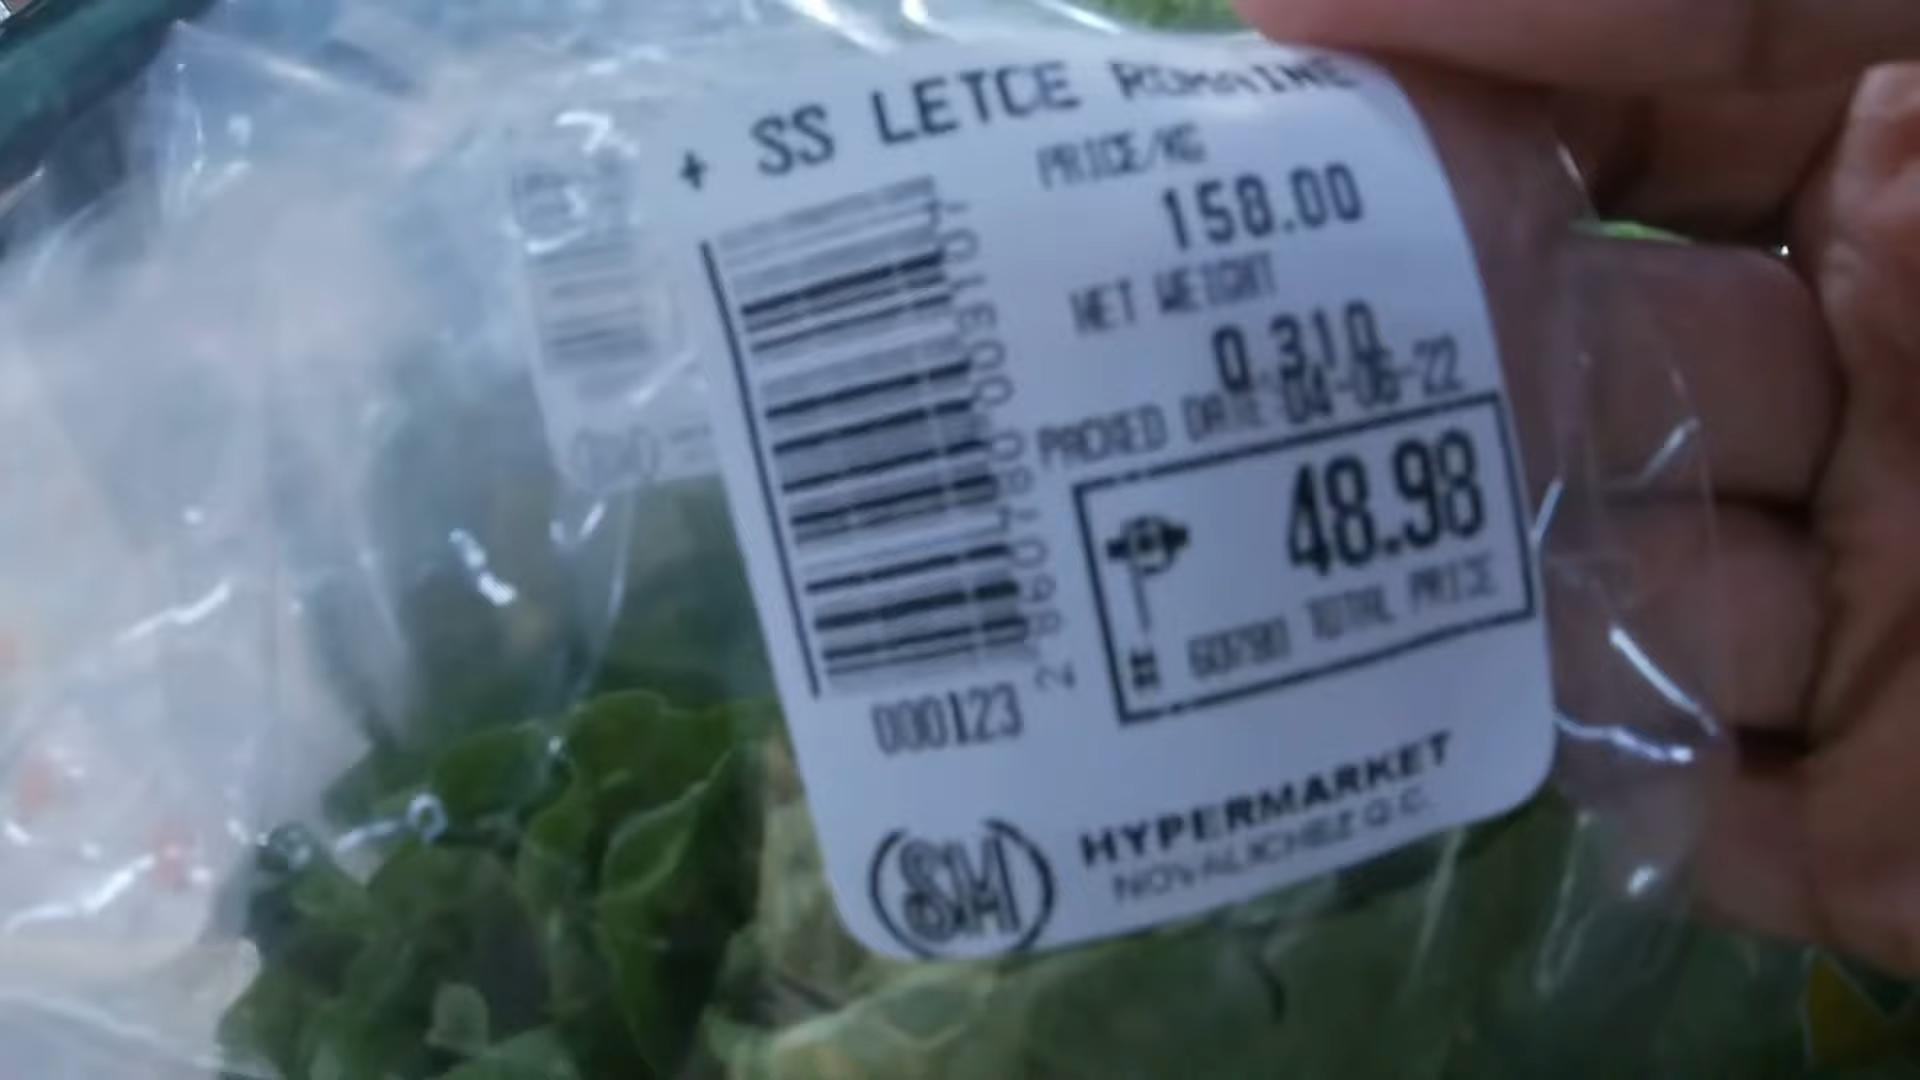 + SS LETCE ROMAINE
PRICE/KG
158.00
NET WEIGHT
0.310
PACKED DATE:04-06-22
48.98
TOTAL PRICE
000123
SM HYPERMARKET
NOVALICHEZ Q.C.